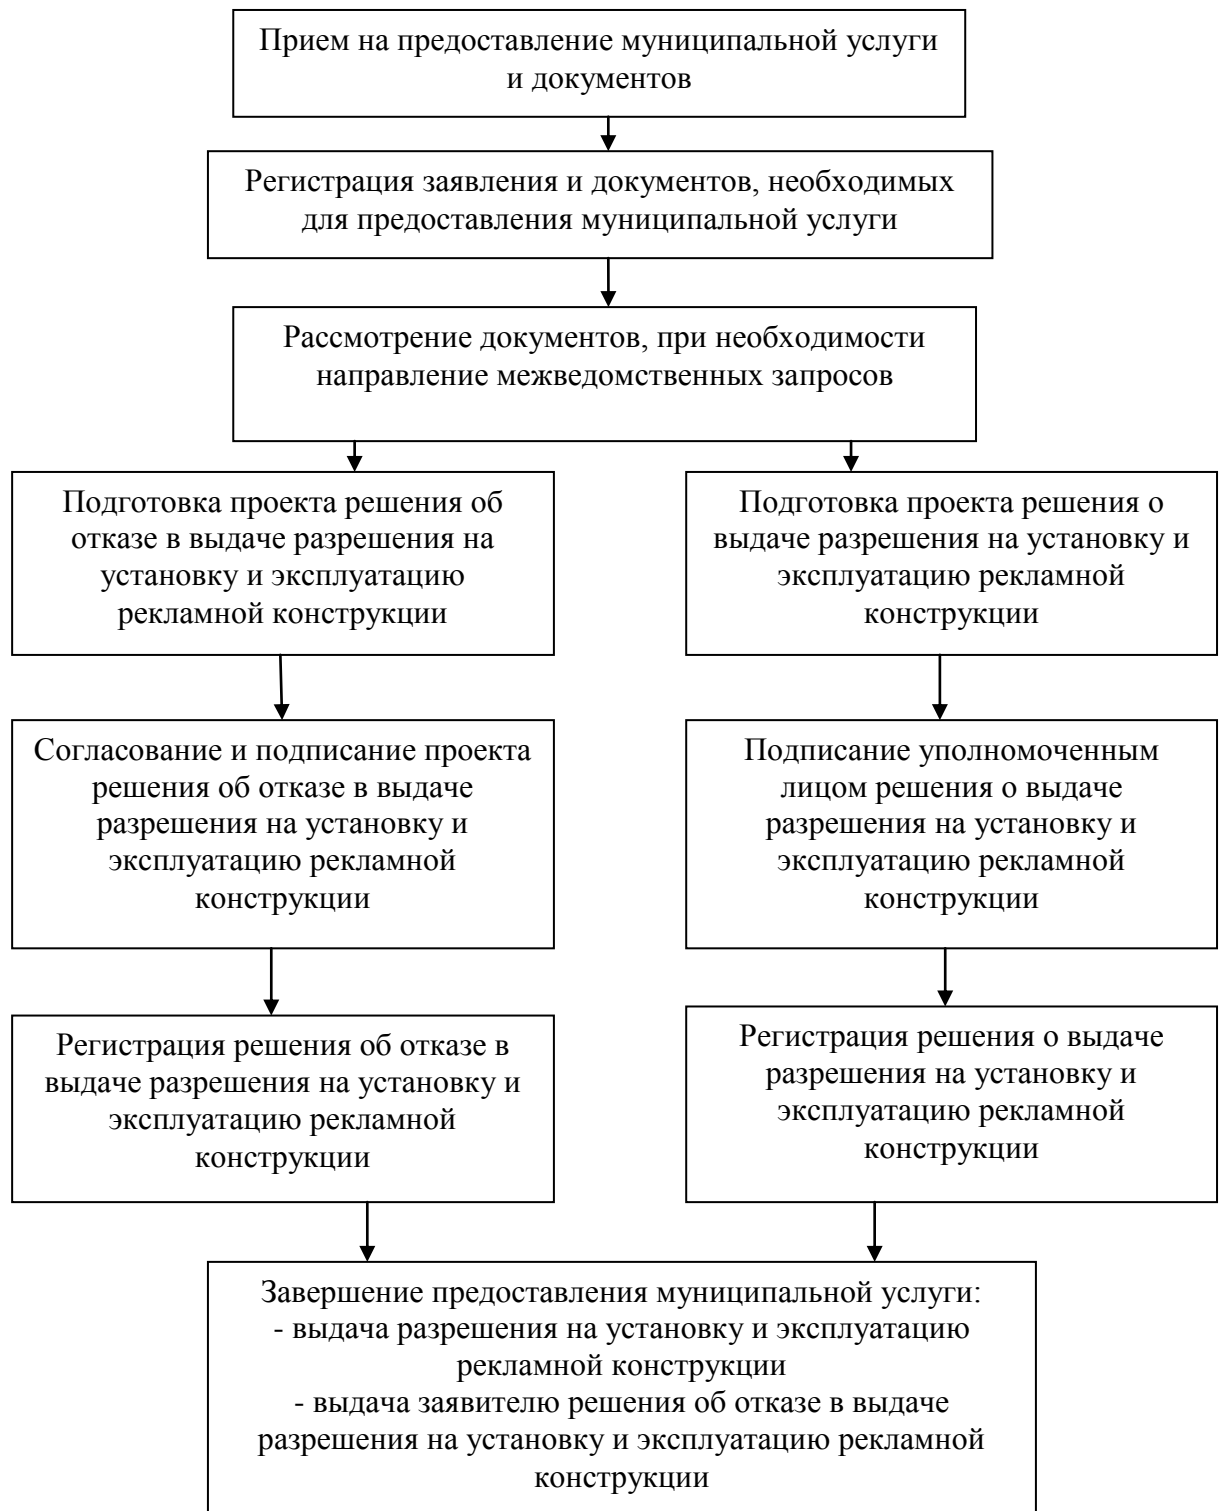 Прием на предоставление муниципальной услуги
и документов
Регистрация заявления и документов, необходимых
для предоставления муниципальной услуги
Рассмотрение документов, при необходимости
направление межведомственных запросов
Подготовка проекта решения об
отказе в выдаче разрешения на
установку и эксплуатацию
рекламной конструкции
Подготовка проекта решения о
выдаче разрешения на установку и
эксплуатацию рекламной
конструкции
Согласование и подписание проекта
решения об отказе в выдаче
разрешения на установку и
эксплуатацию рекламной
конструкции
Подписание уполномоченным
лицом решения о выдаче
разрешения на установку и
эксплуатацию рекламной
конструкции
Регистрация решения об отказе в
выдаче разрешения на установку и
эксплуатацию рекламной
конструкции
Регистрация решения о выдаче
разрешения на установку и
эксплуатацию рекламной
конструкции
Завершение предоставления муниципальной услуги:
- выдача разрешения на установку и эксплуатацию
рекламной конструкции
- выдача заявителю решения об отказе в выдаче
разрешения на установку и эксплуатацию рекламной
конструкции